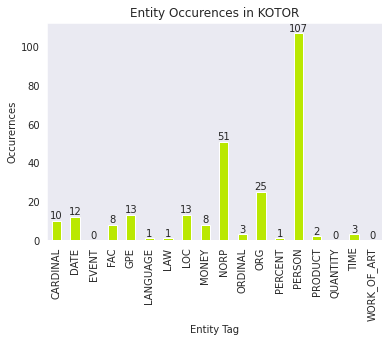 Entity Occurences in KOTOR
Occuremces
100
80
60
40
20
0
10
12
0
8
13
1
1
13
8
51
3
25
1
107
2
0
3
0
CARDINAL
DATE
EVENT
FAC
GPE
LANGUAGE
LAW
LOC
MONEY
NORP
ORDINAL
ORG
PERCENT
PERSON
PRODUCT
QUANTITY
TIME
WORK_OF_ART
Entity Tag